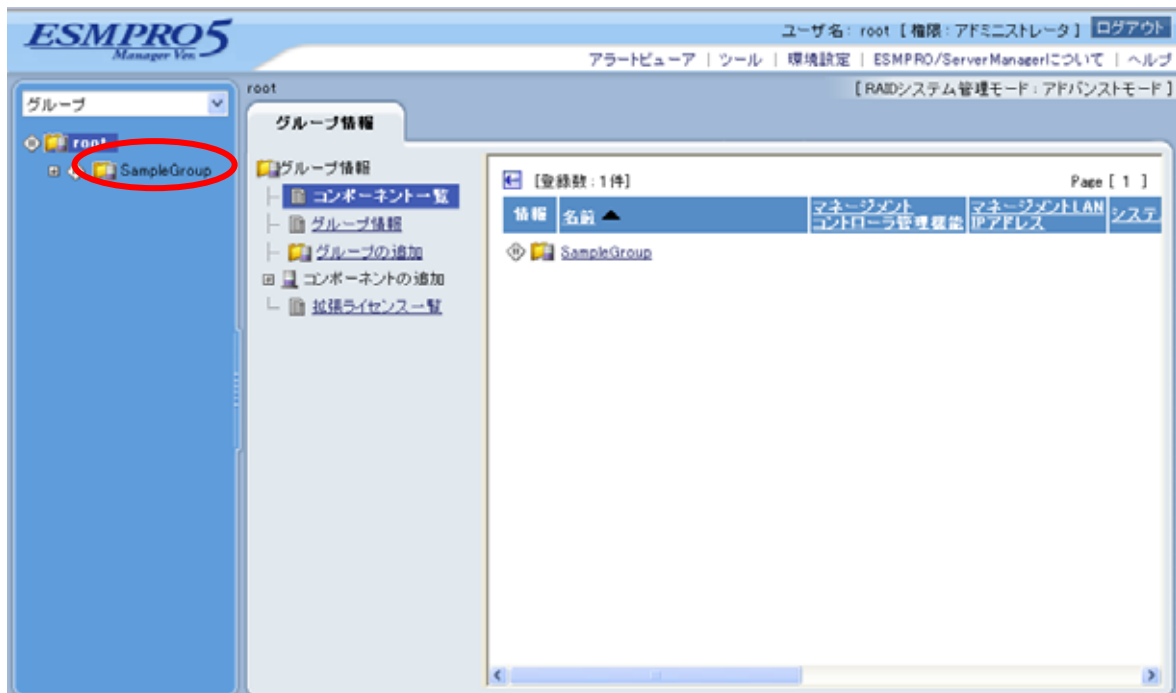 ESMPRO5
Manager Ver.
ユーザ名： root [ 権限：アドミニストレータ ] ログアウト
アラートビューア | ツール | 環境設定 | ESMPRO/ServerManagerについて | ヘルプ
グループ
root
SampleGroup
root
[ RAIDシステム管理モード：アドバンストモード ]
グループ情報
グループ情報
コンポーネント一覧
グループ情報
グループの追加
コンポーネントの追加
拡張ライセンス一覧
[登録数：1件]
Page [ 1 ]
情報 名前 ▲ マネージメント コントローラ管理機能 マネージメントLAN IPアドレス システ
SampleGroup